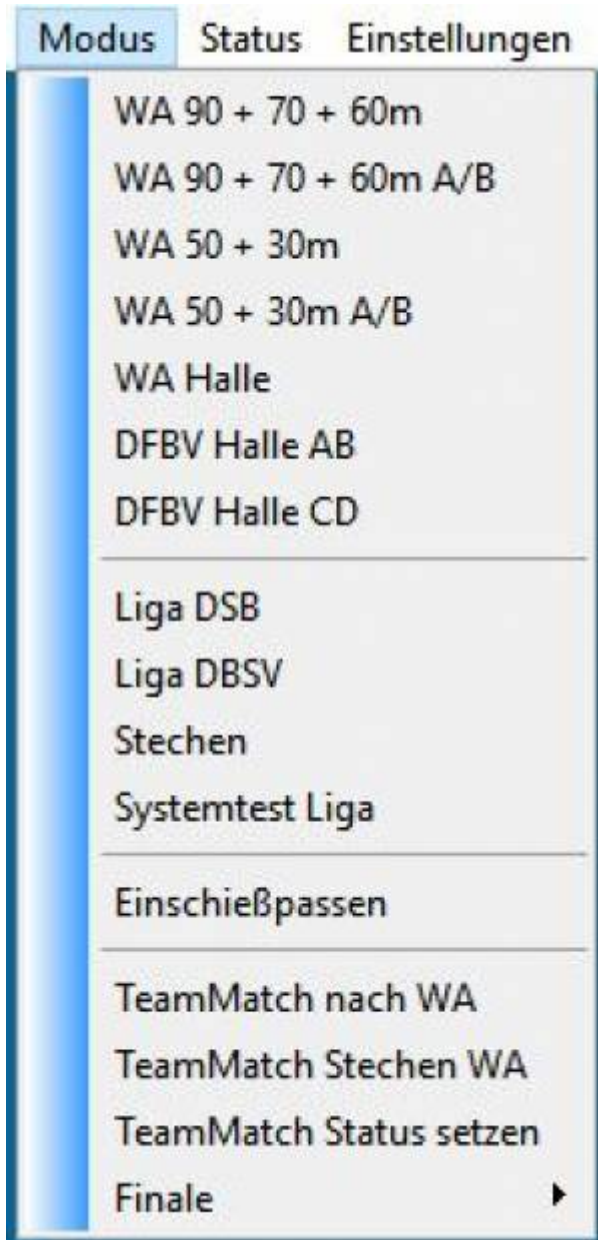 Modus Status Einstellungen
WA 90 + 70 + 60m
WA 90 + 70 + 60m A/B
WA 50 + 30m
WA 50 + 30m A/B
WA Halle
DFBV Halle AB
DFBV Halle CD
Liga DSB
Liga DBSV
Stechen
Systemtest Liga
Einschießpassen
TeamMatch nach WA
TeamMatch Stechen WA
TeamMatch Status setzen
Finale